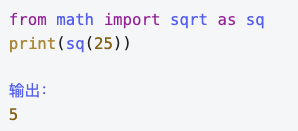 from math import sqrt as sq
print(sq(25))
输出:
5